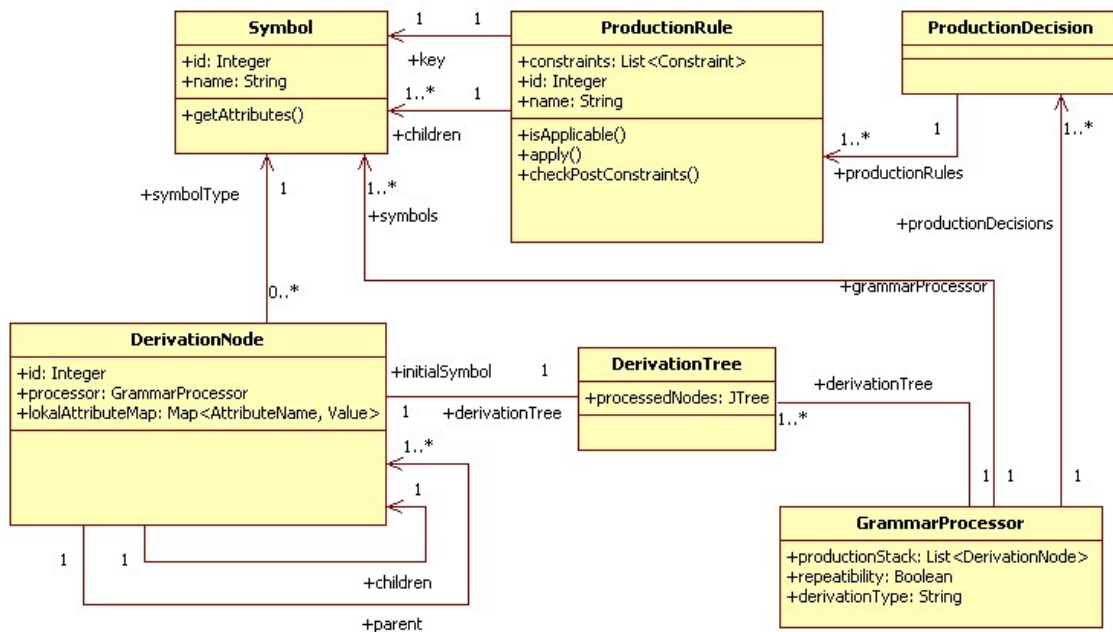 Symbol
+id: Integer
+name: String
+getAttributes()
1
1
+key
1..*
1
+children
ProductionRule
+constraints: List<Constraint>
+id: Integer
+name: String
+isApplicable()
+apply()
+checkPostConstraints()
ProductionDecision
1..*
1
+productionRules
1..*
+symbolType
1
1..*
+symbols
+productionDecisions
0..*
+grammarProcessor
DerivationNode
+id: Integer
+processor: GrammarProcessor
+lokalAttributeMap: Map<AttributeName, Value>
+initialSymbol
1
1
+derivationTree
DerivationTree
+processedNodes: JTree
+derivationTree
1..*
1..*
1
1
1
+children
+parent
1
1
1
GrammarProcessor
+productionStack: List<DerivationNode>
+repeatibility: Boolean
+derivationType: String